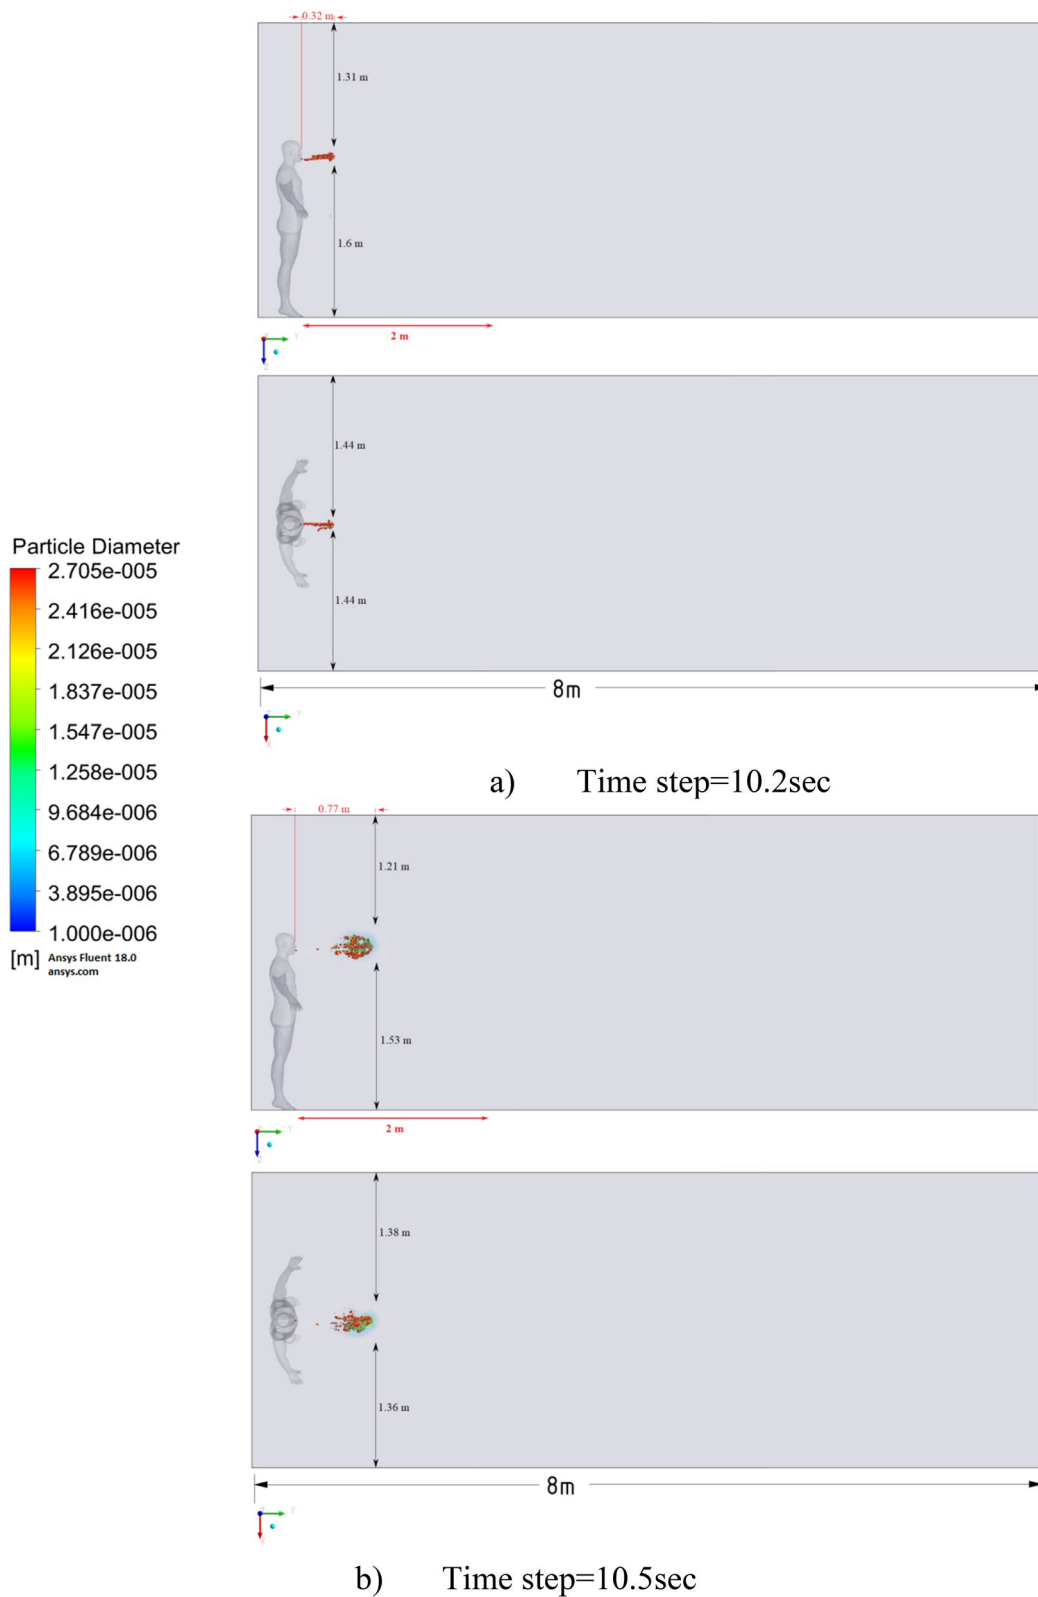 0.32 m
1.31 m
1.6 m
2 m
Y
Z
1.44 m
1.44 m
8m
Y
X
a) Time step=10.2sec
Particle Diameter
2.705e-005
2.416e-005
2.126e-005
1.837e-005
1.547e-005
1.258e-005
9.684e-006
6.789e-006
3.895e-006
1.000e-006
[m] Ansys Fluent 18.0
ansys.com
0.77 m
1.21 m
1.53 m
2 m
Y
Z
1.38 m
1.36 m
8m
Y
X
b) Time step=10.5sec